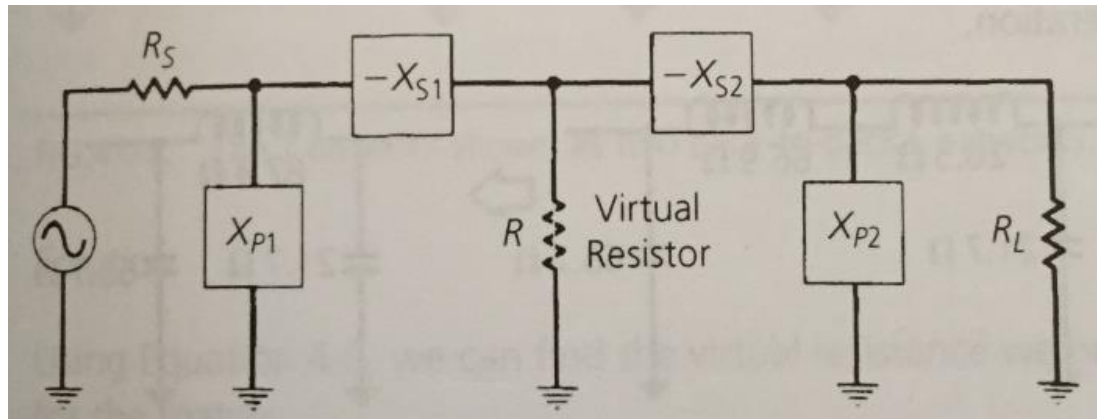 R_S
-X_S1
-X_S2
X_P1
R
Virtual
Resistor
X_P2
R_L